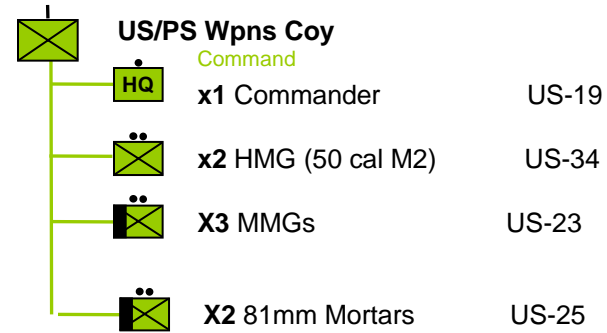 US/PS Wpns Coy
Command
HQ x1 Commander US-19
x2 HMG (50 cal M2) US-34
X3 MMGs US-23
X2 81mm Mortars US-25